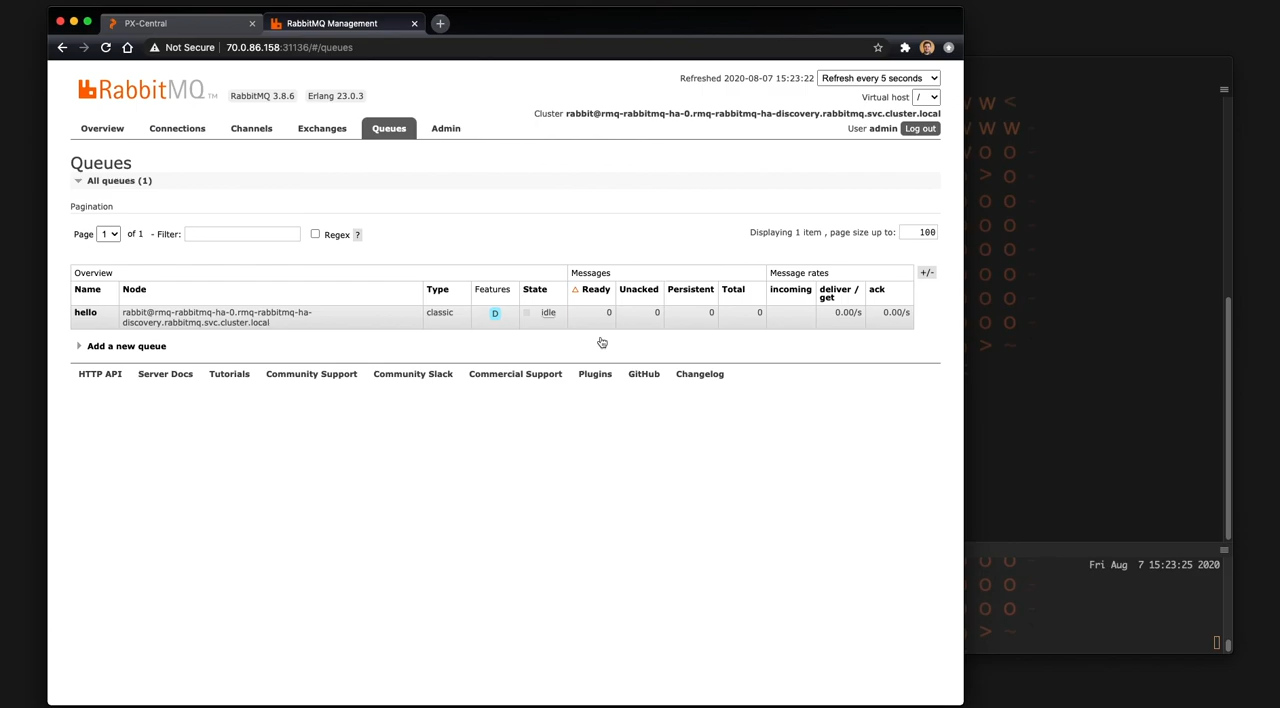 PX-Central
RabbitMQ Management
Not Secure 70.0.86.158:31136/#/queues
RabbitMQ TM RabbitMQ 3.8.6 Erlang 23.0.3
Refreshed 2020-08-07 15:23:22 Refresh every 5 seconds
Virtual host /
Cluster rabbit@rmq-rabbitmq-ha-0.rmq-rabbitmq-ha-discovery.rabbitmq.svc.cluster.local
User admin Log out
Overview Connections Channels Exchanges Queues Admin
Queues
All queues (1)
Pagination
Page 1 of 1 - Filter: Regex ?
Displaying 1 item , page size up to: 100
Overview Messages Message rates +/-
Name Node Type Features State Ready Unacked Persistent Total incoming deliver / get ack
hello rabbit@rmq-rabbitmq-ha-0.rmq-rabbitmq-ha-discovery.rabbitmq.svc.cluster.local classic D idle 0 0 0 0 0.00/s 0.00/s
Add a new queue
HTTP API Server Docs Tutorials Community Support Community Slack Commercial Support Plugins GitHub Changelog
W W <
W W W
O O ~
> O
O O
O O
O O
O O
O O
O O
> ~
Fri Aug 7 15:23:25 2020
O O
O O
O O ~
> ~